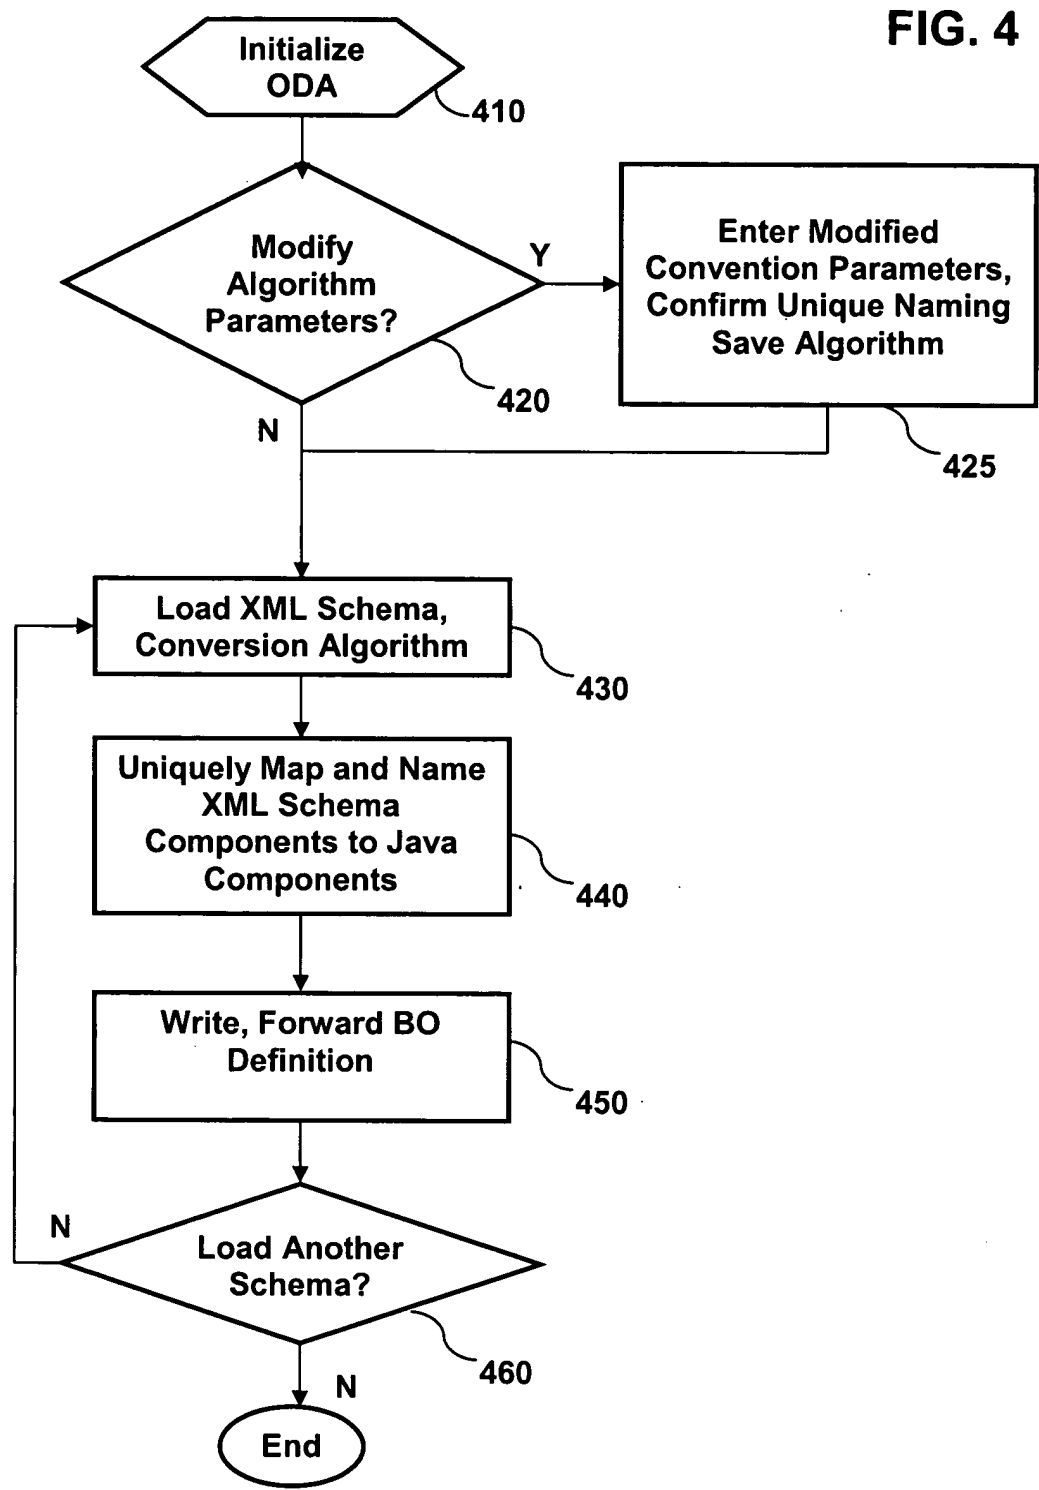 FIG. 4
Initialize
ODA
410
Modify
Algorithm
Parameters?
Y
420
N
Enter Modified
Convention Parameters,
Confirm Unique Naming
Save Algorithm
425
Load XML Schema,
Conversion Algorithm
430
Uniquely Map and Name
XML Schema
Components to Java
Components
440
Write, Forward BO
Definition
450
N
Load Another
Schema?
460
N
End